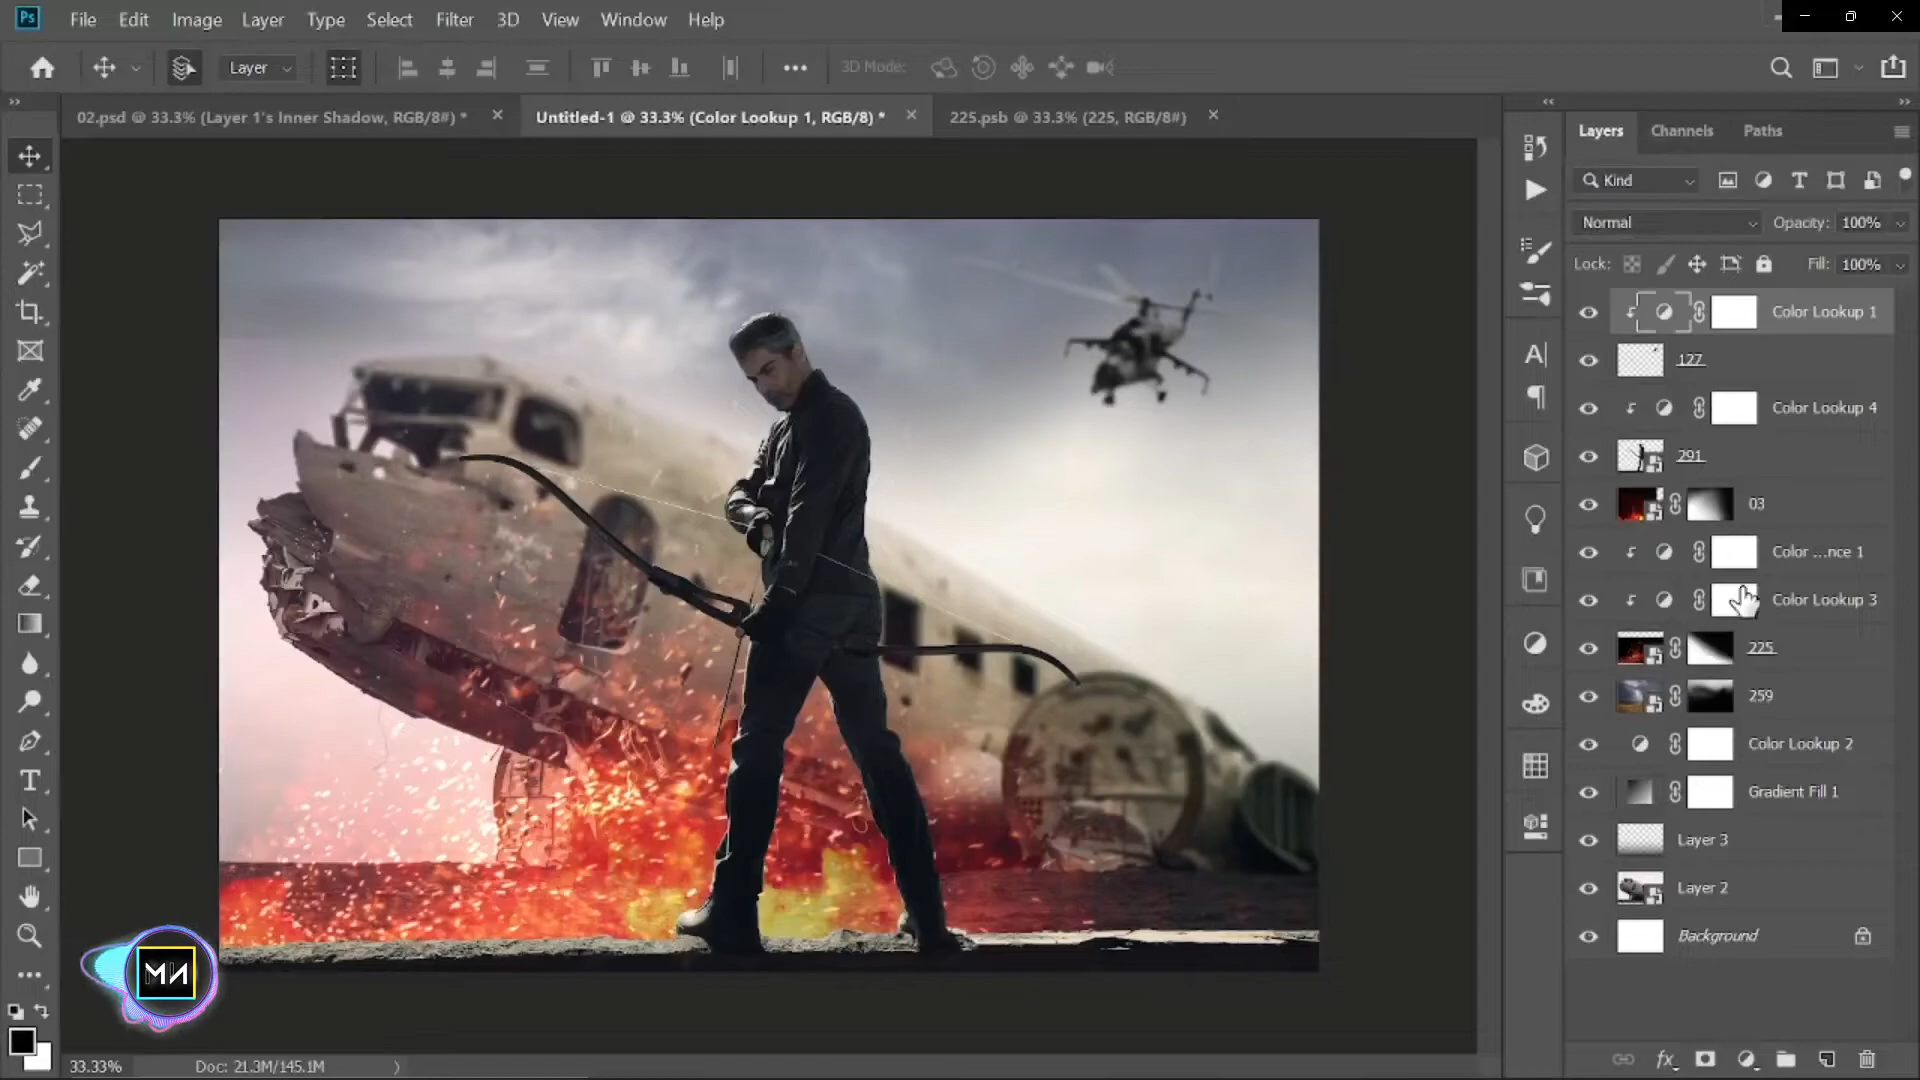 Ps File Edit Image Layer Type Select Filter 3D View Window Help
Layer 3D Mode:
02.psd @ 33.3% (Layer 1's Inner Shadow, RGB/8#) * Untitled-1 @ 33.3% (Color Lookup 1, RGB/8) * 225.psb @ 33.3% (225, RGB/8#)
Layers Channels Paths
Kind
Normal Opacity: 100%
Lock: Fill: 100%
Color Lookup 1
127
Color Lookup 4
291
03
Color ...nce 1
Color Lookup 3
225
259
Color Lookup 2
Gradient Fill 1
Layer 3
Layer 2
Background
33.33% Doc: 21.3M/145.1M